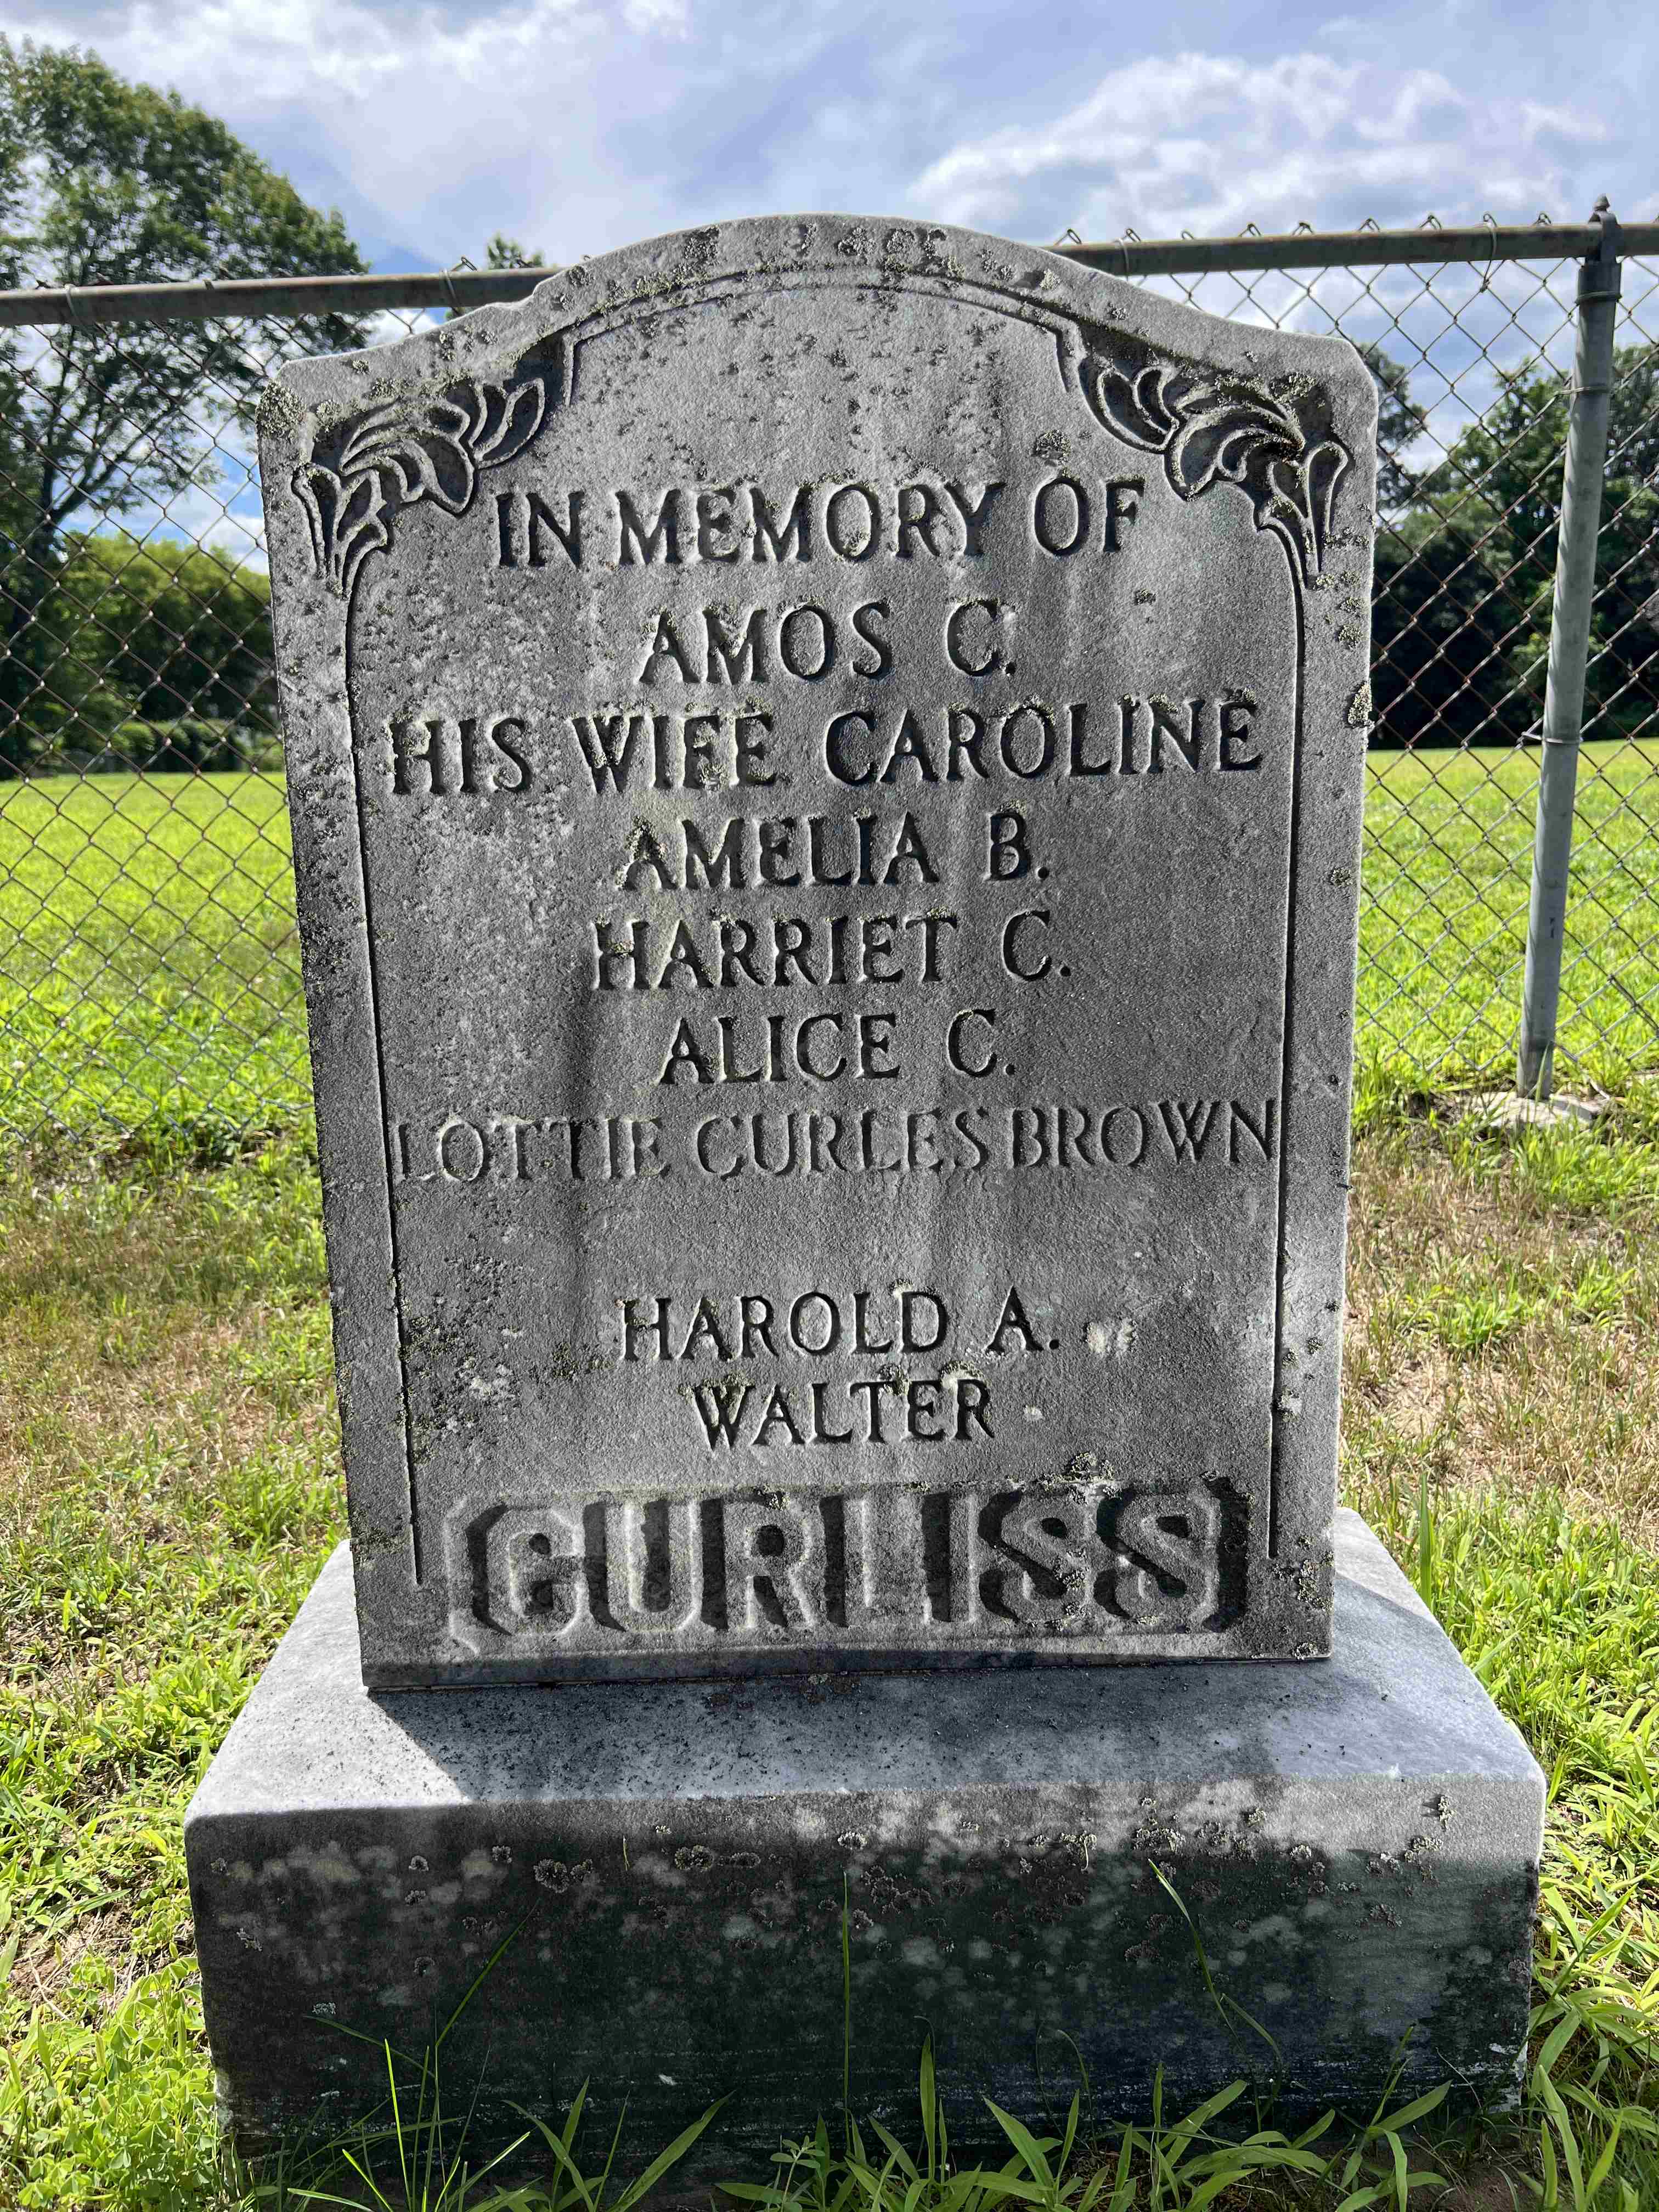 IN MEMORY OF
AMOS C.
HIS WIFE CAROLINE
AMELIA B.
HARRIET C.
ALICE C.
LOTTIE CURLES BROWN
HAROLD A.
WALTER
CURLISS